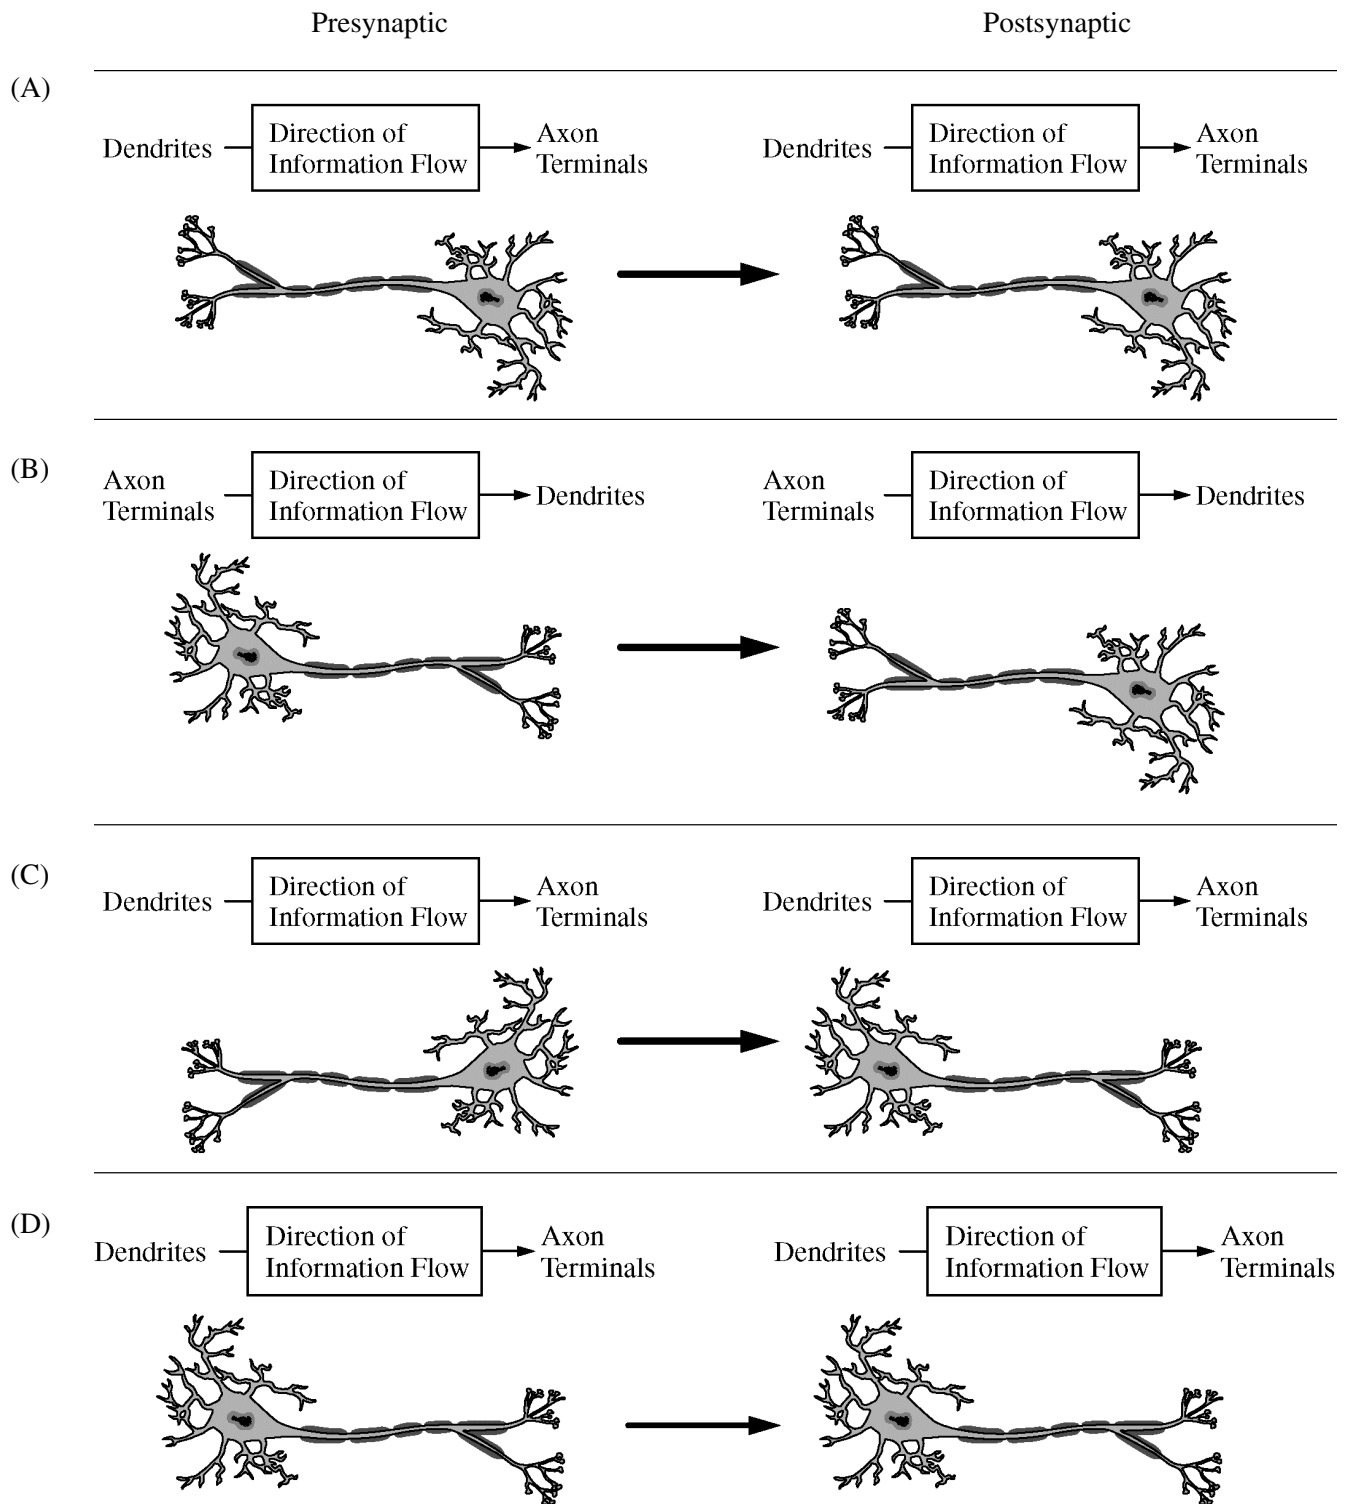 Presynaptic Postsynaptic
(A)
Dendrites Direction of Information Flow Axon Terminals Dendrites Direction of Information Flow Axon Terminals
(B)
Axon Terminals Direction of Information Flow Dendrites Axon Terminals Direction of Information Flow Dendrites
(C)
Dendrites Direction of Information Flow Axon Terminals Dendrites Direction of Information Flow Axon Terminals
(D)
Dendrites Direction of Information Flow Axon Terminals Dendrites Direction of Information Flow Axon Terminals